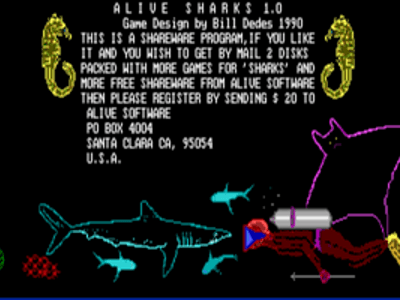 ALIVE SHARKS 1.0
Game Design by Bill Dedes 1990
THIS IS A SHAREWARE PROGRAM,IF YOU LIKE
IT AND YOU WISH TO GET BY MAIL 2 DISKS
PACKED WITH MORE GAMES FOR 'SHARKS' AND
MORE FREE SHAREWARE FROM ALIVE SOFTWARE
THEN PLEASE REGISTER BY SENDING $ 20 TO
ALIVE SOFTWARE
PO BOX 4004
SANTA CLARA CA, 95054
U.S.A.